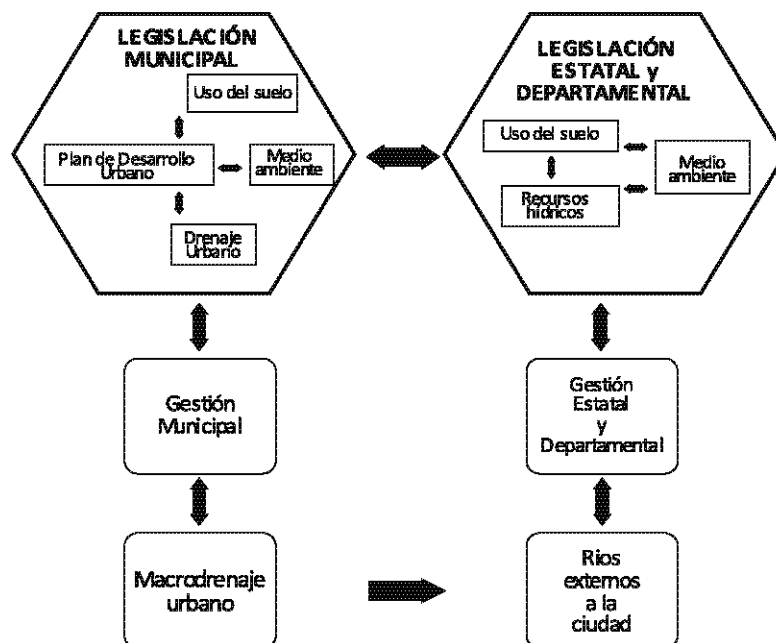 LEGISLACIÓN
MUNICIPAL
Uso del suelo
Plan de Desarrollo
Urbano
Medio
ambiente
Drenaje
Urbano
LEGISLACIÓN
ESTATAL y
DEPARTAMENTAL
Uso del suelo
Medio
ambiente
Recursos
hídricos
Gestión
Municipal
Gestión
Estatal
y
Departamental
Macrodrenaje
urbano
Rios
externos
a la
ciudad